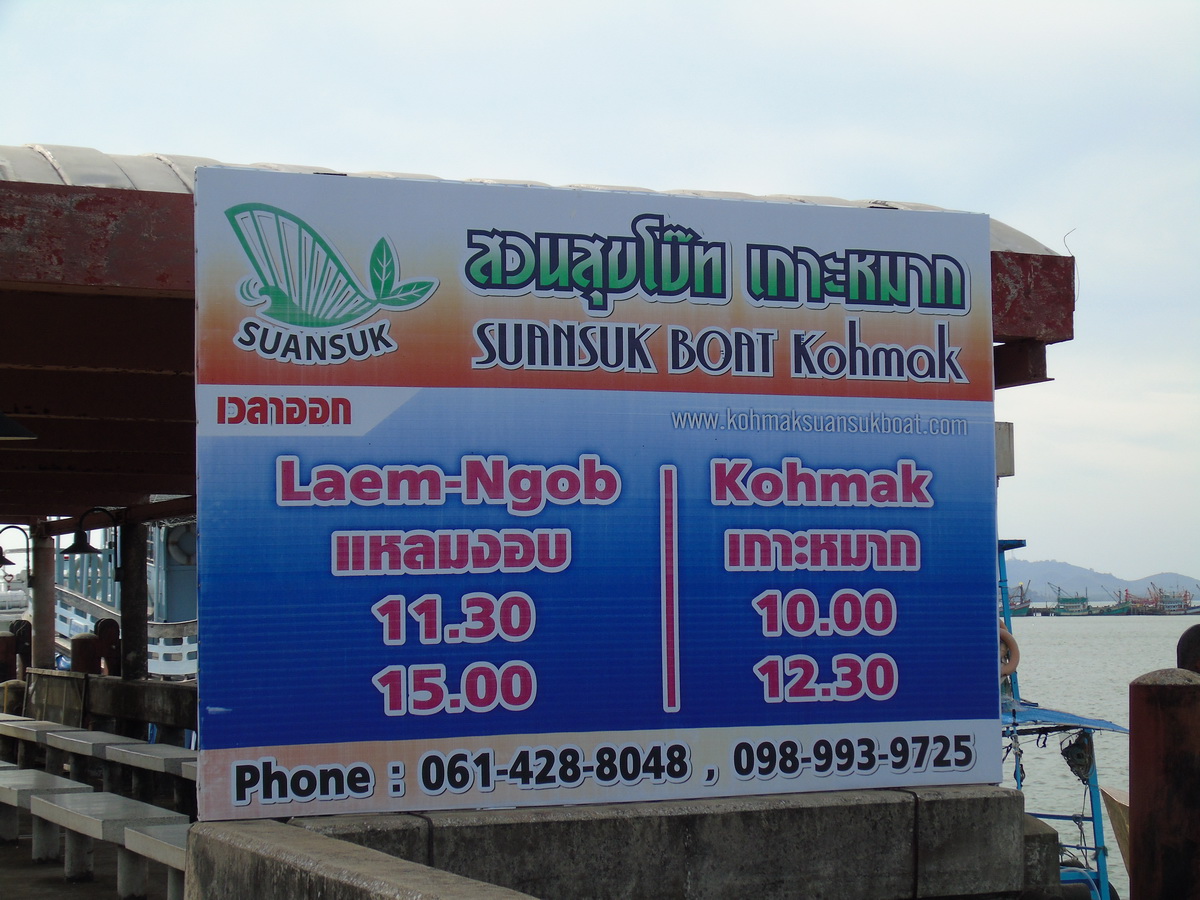 SUANSUK
สวนสุขโบ๊ท เกาะหมาก
SUANSUK BOAT Kohmak
เวลาออก
www.kohmaksuansukboat.com
Laem-Ngob
แหลมงอบ
11.30
15.00
Kohmak
เกาะหมาก
10.00
12.30
Phone : 061-428-8048 , 098-993-9725